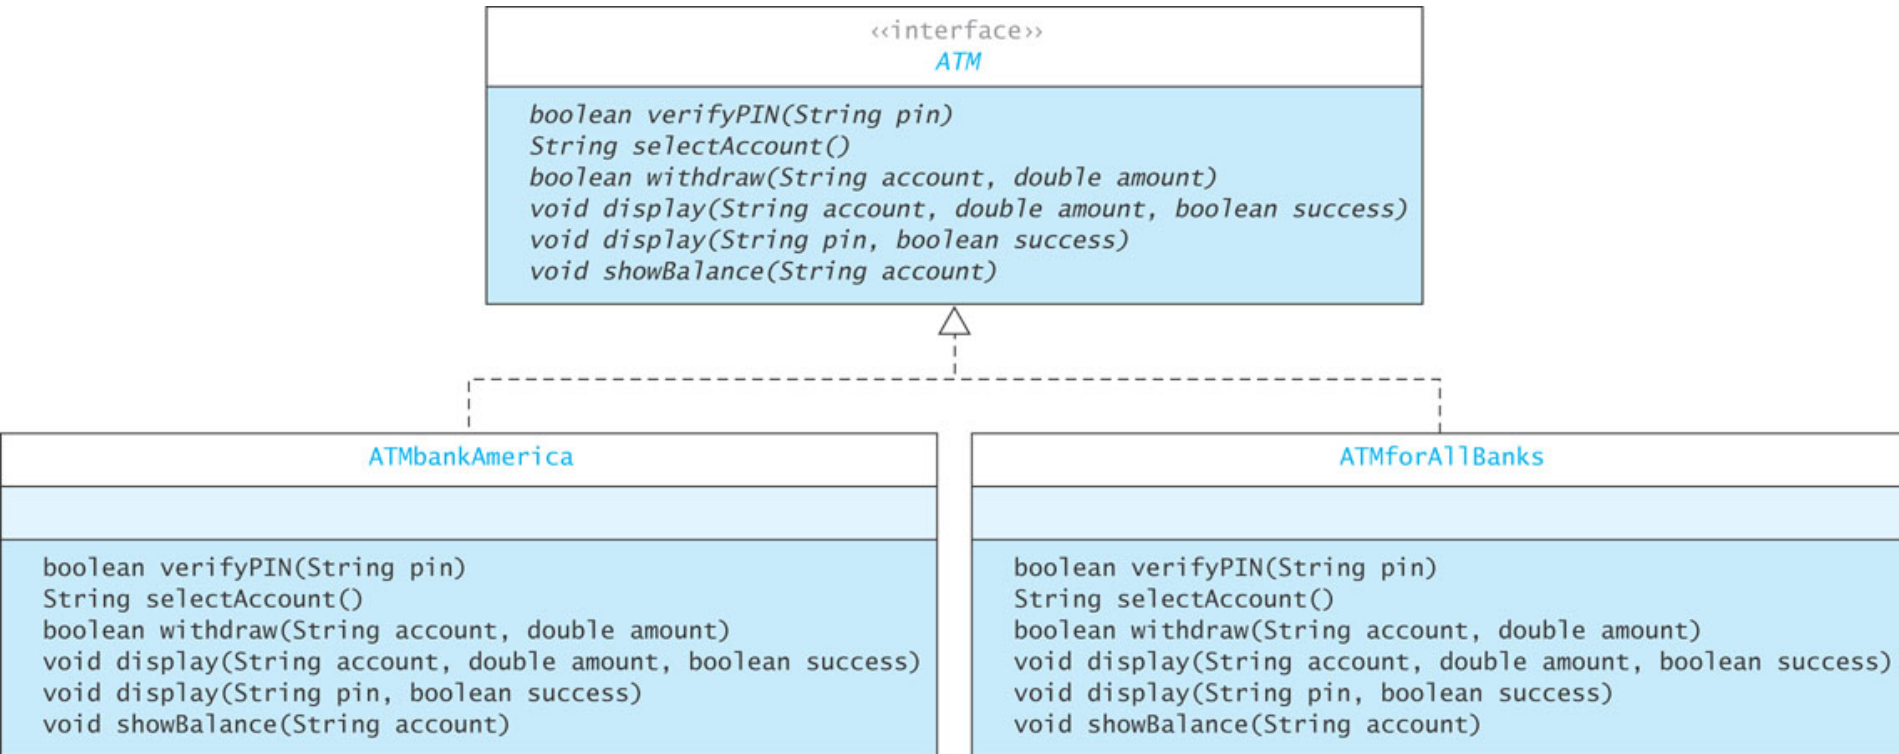 ‹‹interface››
ATM
boolean verifyPIN(String pin)
String selectAccount()
boolean withdraw(String account, double amount)
void display(String account, double amount, boolean success)
void display(String pin, boolean success)
void showBalance(String account)
ATMbankAmerica
boolean verifyPIN(String pin)
String selectAccount()
boolean withdraw(String account, double amount)
void display(String account, double amount, boolean success)
void display(String pin, boolean success)
void showBalance(String account)
ATMforAllBanks
boolean verifyPIN(String pin)
String selectAccount()
boolean withdraw(String account, double amount)
void display(String account, double amount, boolean success)
void display(String pin, boolean success)
void showBalance(String account)